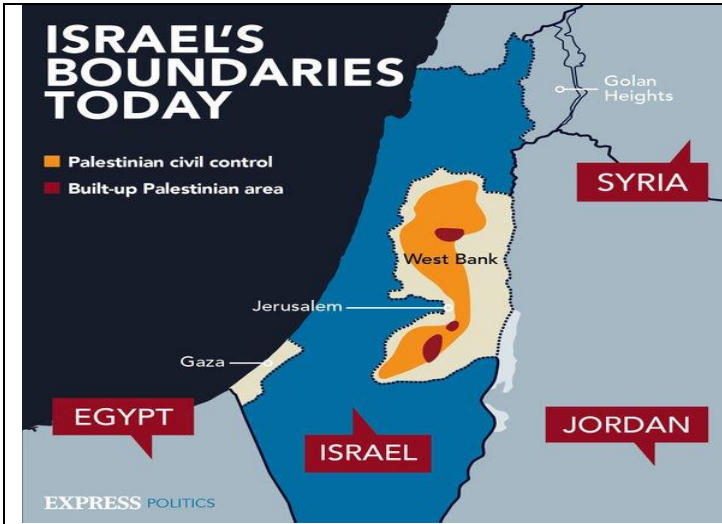 ISRAEL'S
BOUNDARIES
TODAY
Palestinian civil control
Built-up Palestinian area
Golan
Heights
SYRIA
West Bank
Jerusalem
Gaza
EGYPT
ISRAEL
JORDAN
EXPRESS POLITICS